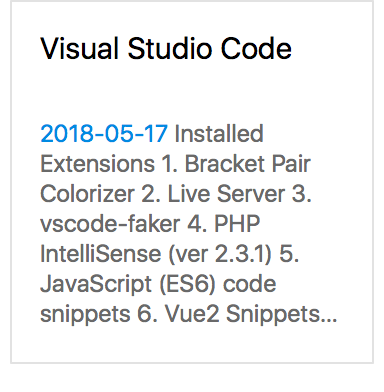 Visual Studio Code
2018-05-17 Installed
Extensions 1. Bracket Pair
Colorizer 2. Live Server 3.
vscode-faker 4. PHP
IntelliSense (ver 2.3.1) 5.
JavaScript (ES6) code
snippets 6. Vue2 Snippets...